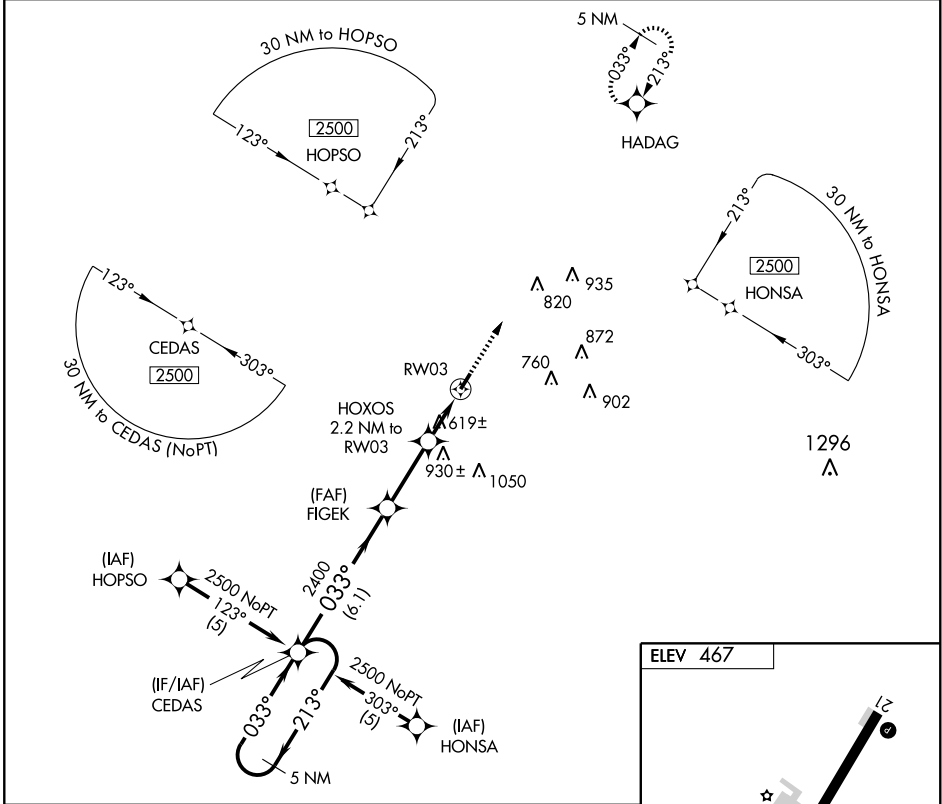 30 NM to HOPSO
123°
2500
HOPSO
213°
5 NM
033°
213°
HADAG
213°
30 NM to HONSA
2500
HONSA
303°
123°
CEDAS
2500
303°
30 NM to CEDAS (NoPT)
935
820
872
760
902
RW03
HOXOS
2.2 NM to
RW03
619±
930±
1050
1296
(FAF)
FIGEK
(IAF)
HOPSO
2500 NoPT
123°
(5)
2400
033°
(6.1)
(IF/IAF)
CEDAS
033°
213°
5 NM
2500 NoPT
303°
(5)
(IAF)
HONSA
ELEV 467
21
P